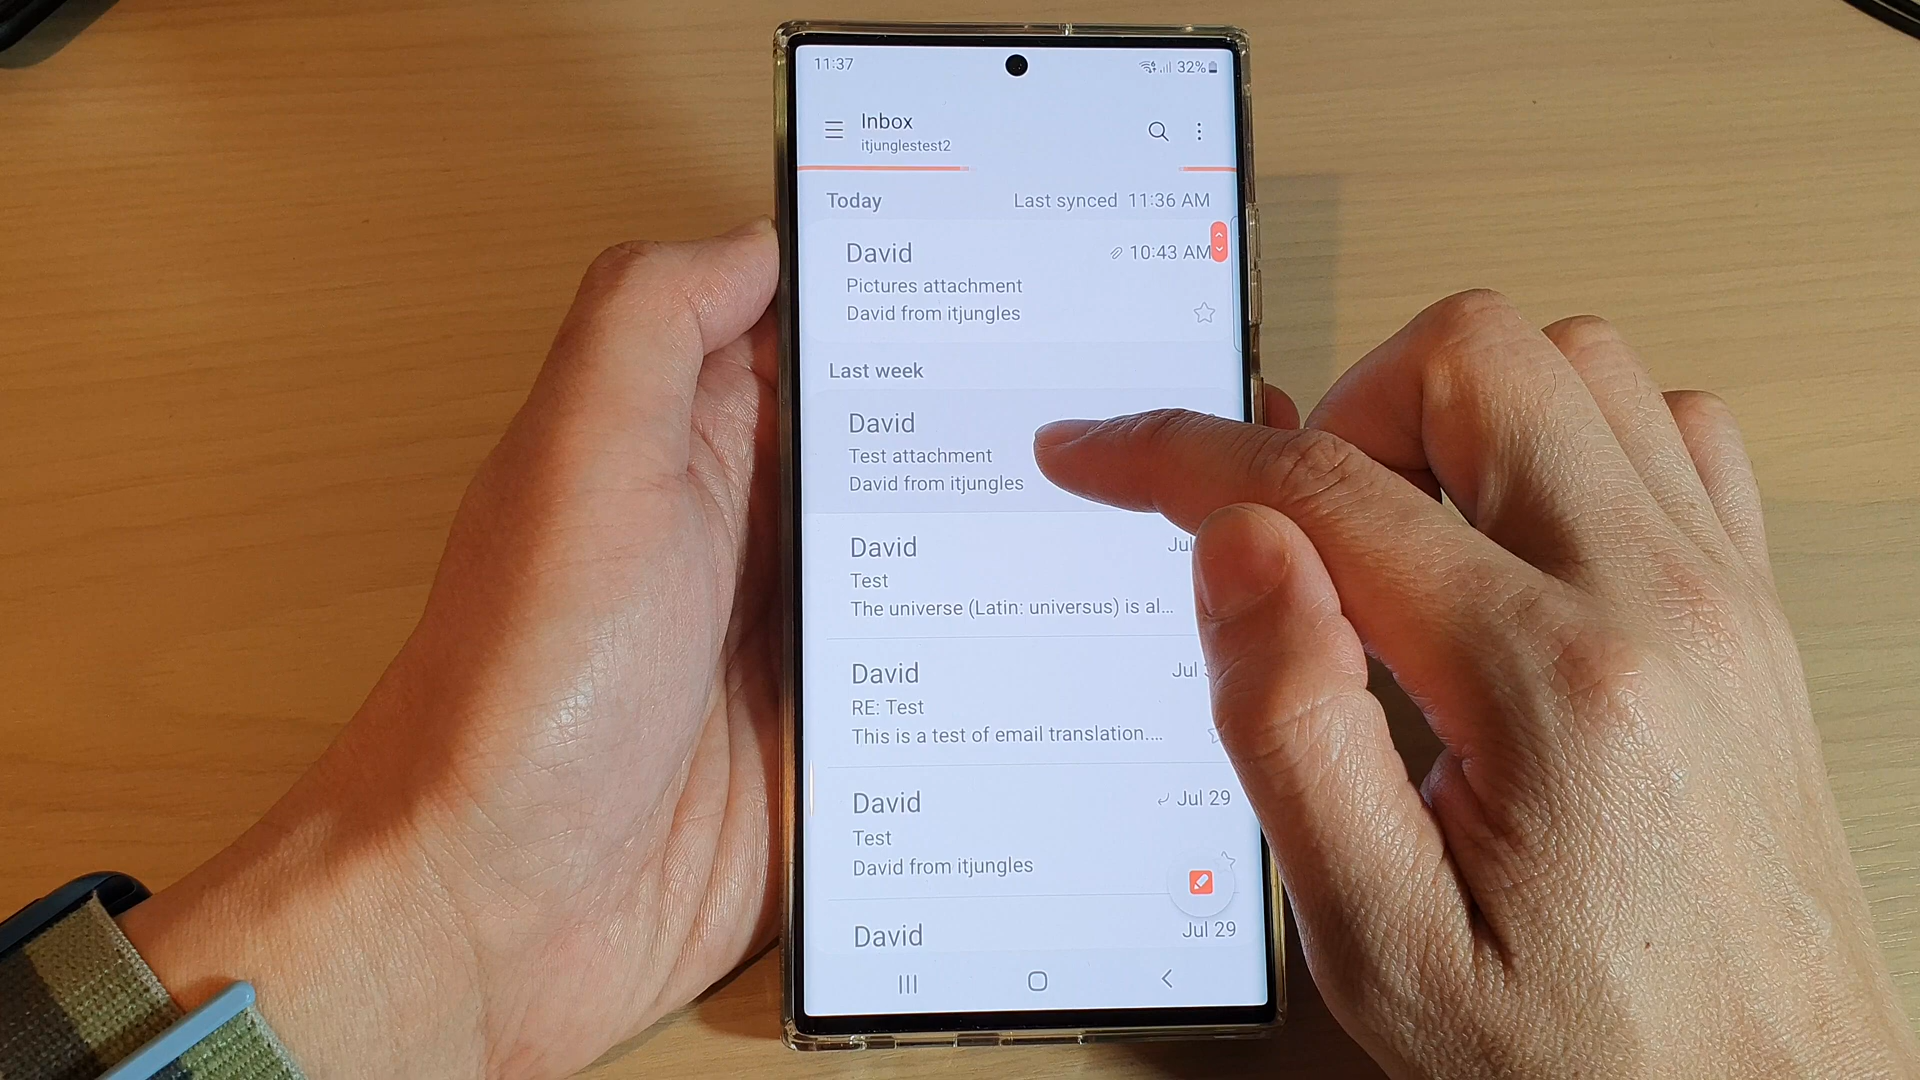 11:37
32%
Inbox
itjunglestest2
Today
Last synced 11:36 AM
David
10:43 AM
Pictures attachment
David from itjungles
Last week
David
Test attachment
David from itjungles
David
Jul
Test
The universe (Latin: universus) is al...
David
Jul
RE: Test
This is a test of email translation....
David
Jul 29
Test
David from itjungles
David
Jul 29